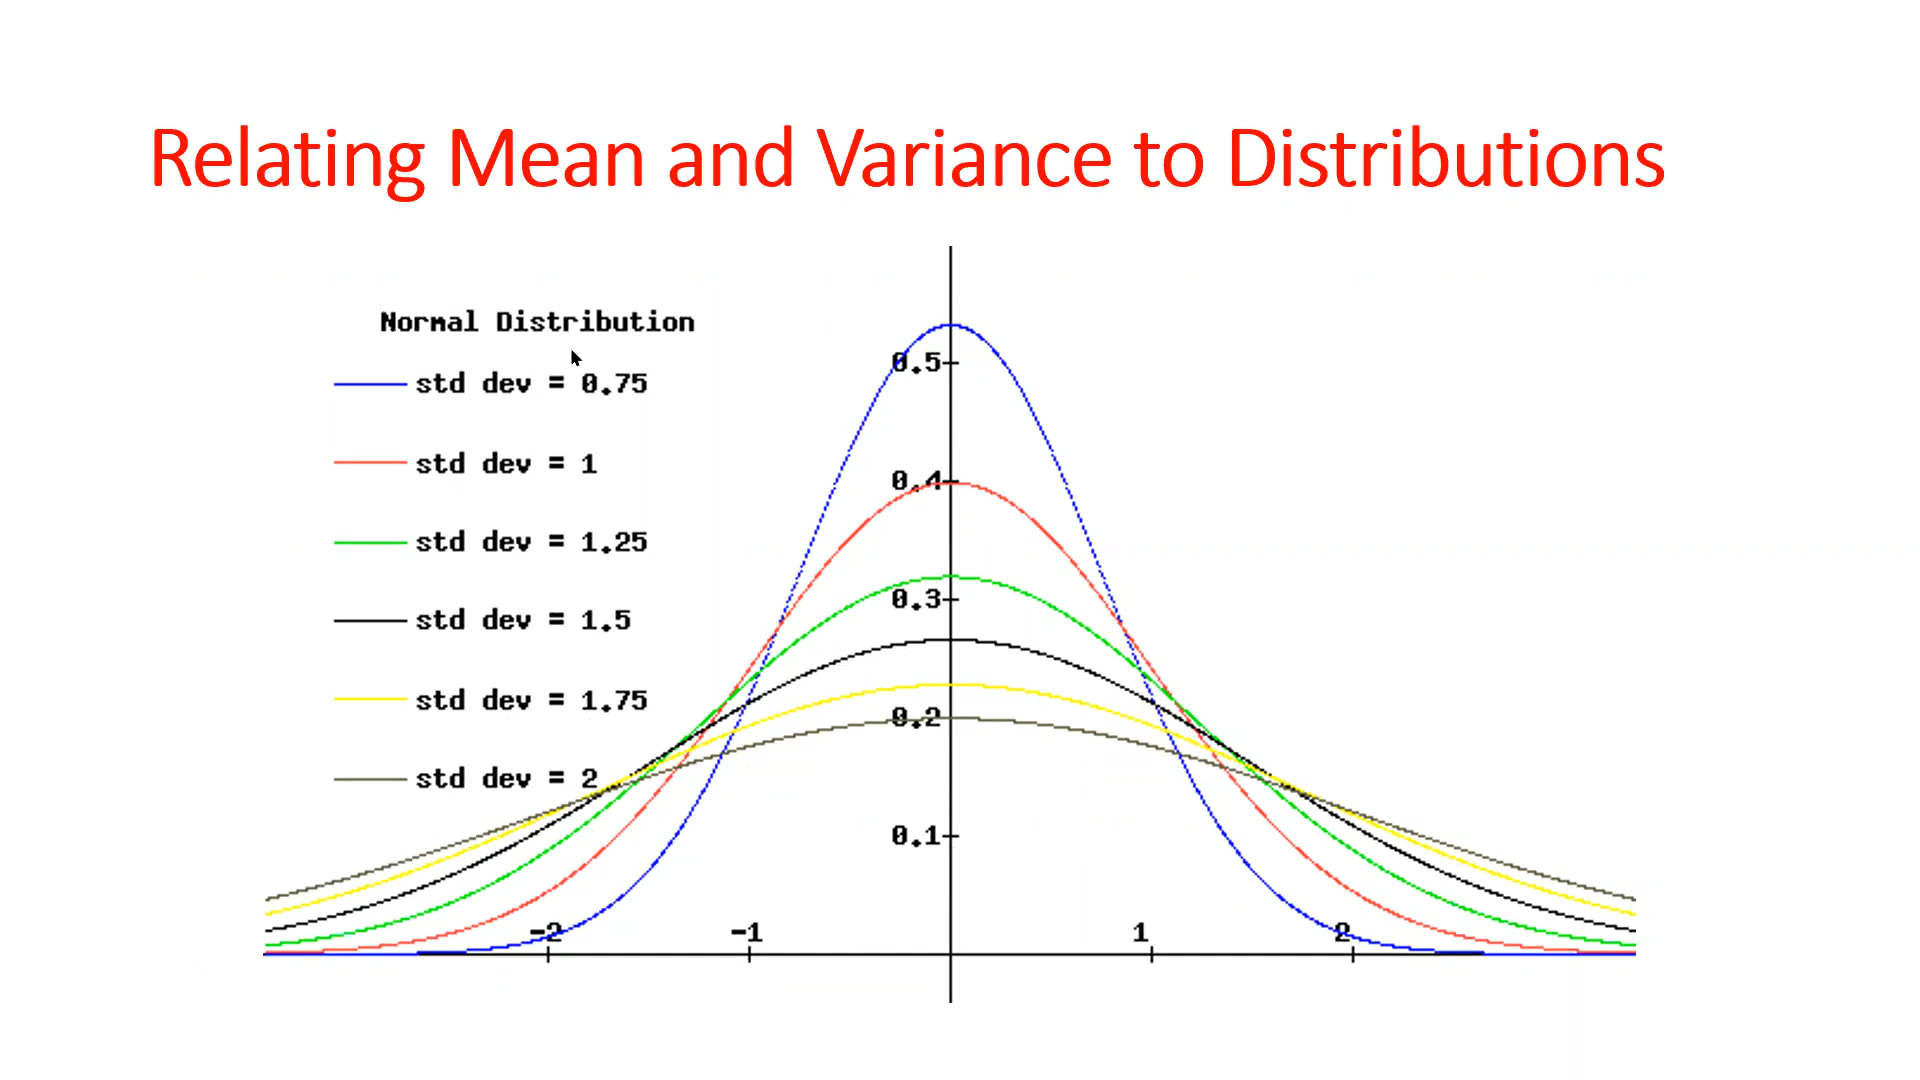 Relating Mean and Variance to Distributions
Normal Distribution
std dev = 0.75
std dev = 1
std dev = 1.25
std dev = 1.5
std dev = 1.75
std dev = 2
0.5
0.4
0.3
0.2
0.1
-2 -1 1 2